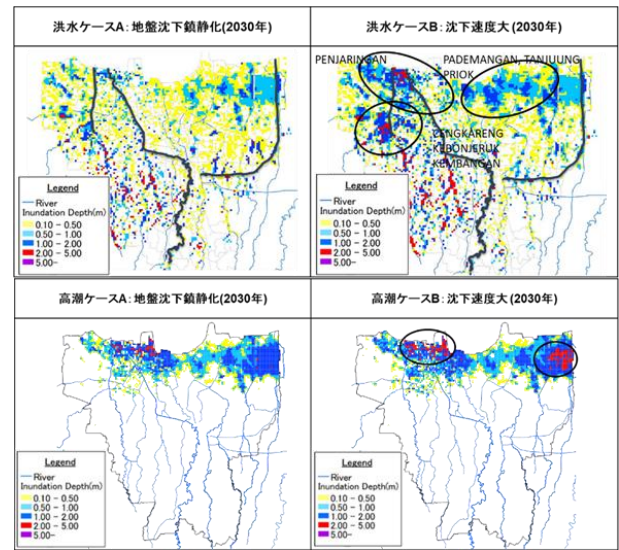 洪水ケースA：地盤沈下鎮静化(2030年)
洪水ケースB：沈下速度大(2030年)
Legend
River
Inundation Depth(m)
0.10 - 0.50
0.50 - 1.00
1.00 - 2.00
2.00 - 5.00
5.00-
PENJARINGAN
PADEMANGAN, TANJUUNG
PRIOK
CENGKARENG
KEBONJERUK
KEMBANGAN
Legend
River
Inundation Depth(m)
0.10 - 0.50
0.50 - 1.00
1.00 - 2.00
2.00 - 5.00
5.00-
高潮ケースA：地盤沈下鎮静化(2030年)
高潮ケースB：沈下速度大(2030年)
Legend
River
Inundation Depth(m)
0.10 - 0.50
0.50 - 1.00
1.00 - 2.00
2.00 - 5.00
5.00-
Legend
River
Inundation Depth(m)
0.10 - 0.50
0.50 - 1.00
1.00 - 2.00
2.00 - 5.00
5.00-